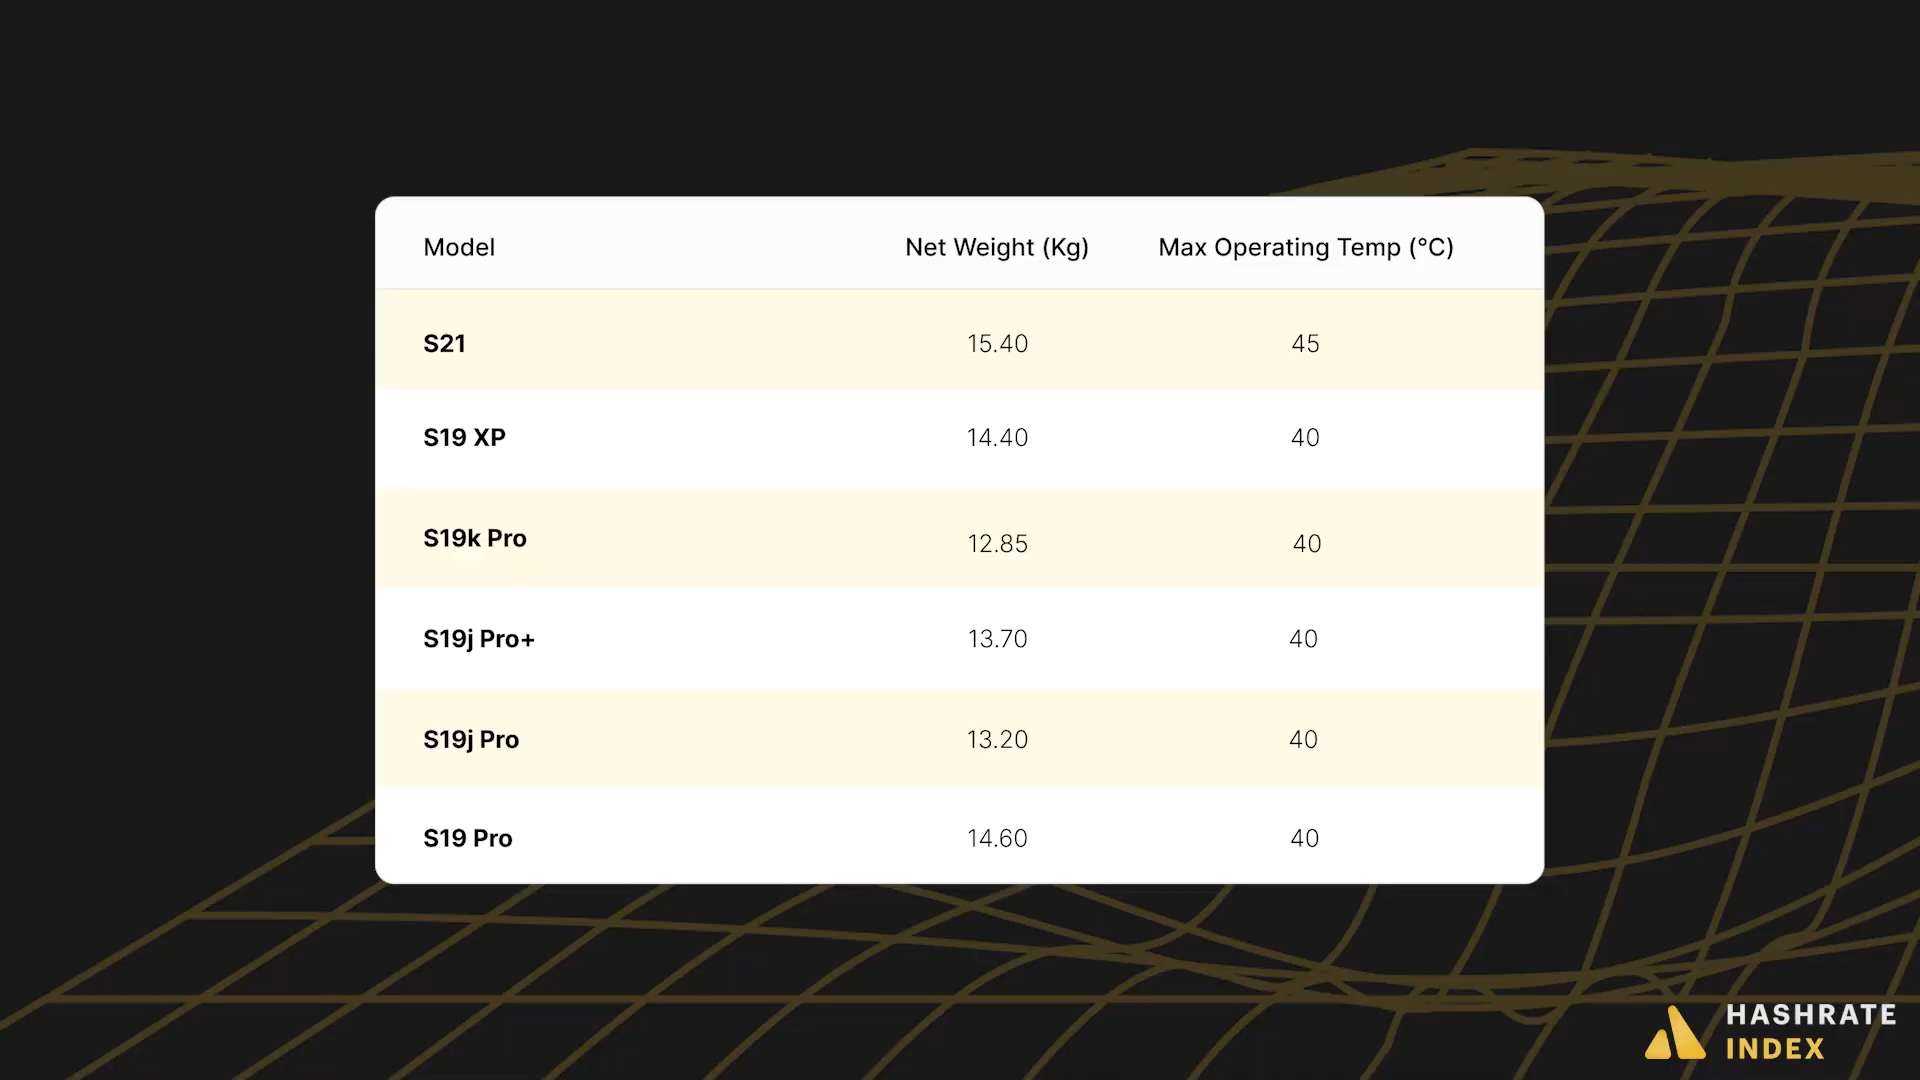 Model Net Weight (Kg) Max Operating Temp (°C)
S21 15.40 45
S19 XP 14.40 40
S19k Pro 12.85 40
S19j Pro+ 13.70 40
S19j Pro 13.20 40
S19 Pro 14.60 40
HASHRATE
INDEX